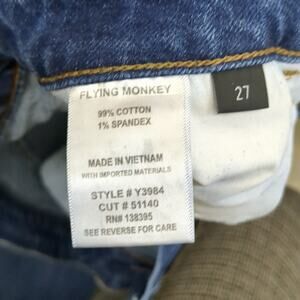 FLYING MONKEY
99% COTTON
1% SPANDEX
MADE IN VIETNAM
WITH IMPORTED MATERIALS
STYLE # Y3984
CUT # 51140
RN# 138395
SEE REVERSE FOR CARE
27